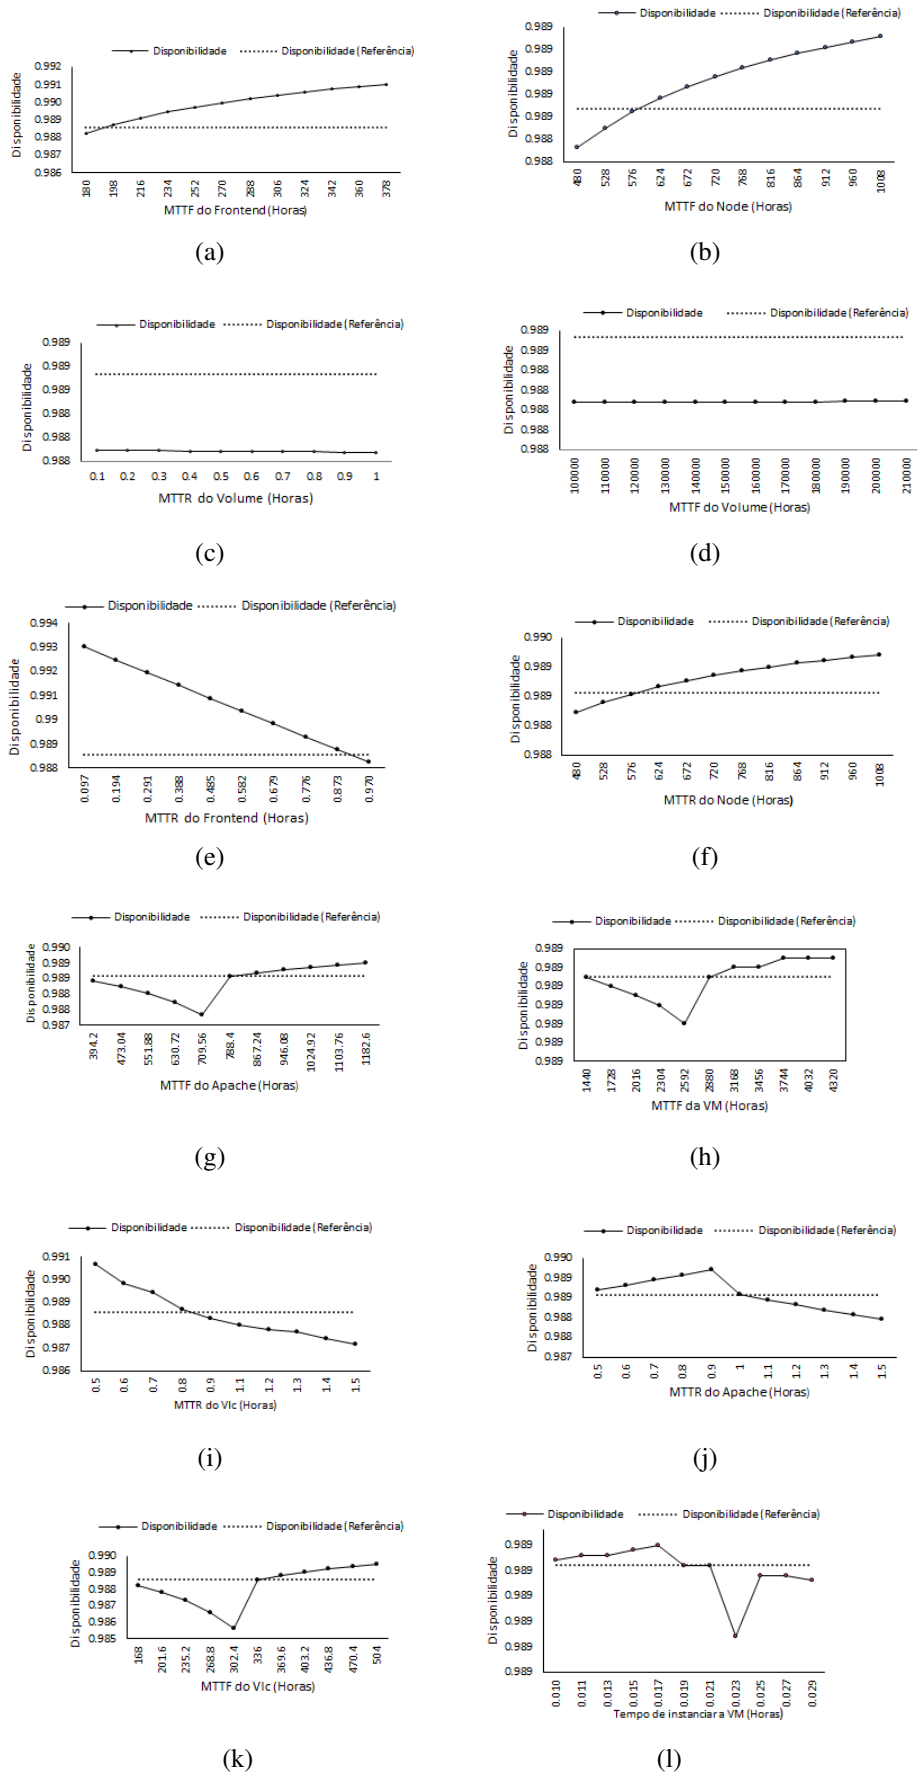 Disponibilidade Disponibilidade (Referência)
Disponibilidade
0.992
0.991
0.990
0.989
0.988
0.987
0.986
180 198 216 234 252 270 288 306 324 342 360 378
MTTF do Frontend (Horas)
(a)
Disponibilidade Disponibilidade (Referência)
Disponibilidade
0.989
0.989
0.989
0.989
0.988
0.988
0.988
480 528 576 624 672 720 768 816 864 912 960 1008
MTTF do Node (Horas)
(b)
Disponibilidade Disponibilidade (Referência)
Disponibilidade
0.989
0.989
0.989
0.988
0.988
0.988
0.1 0.2 0.3 0.4 0.5 0.6 0.7 0.8 0.9 1
MTTR do Volume (Horas)
(c)
Disponibilidade Disponibilidade (Referência)
Disponibilidade
0.989
0.989
0.988
0.988
0.988
0.988
0.988
100000 1100000 1200000 1300000 1400000 1500000 1600000 1700000 1800000 1900000 2000000 2100000
MTTF do Volume (Horas)
(d)
Disponibilidade Disponibilidade (Referência)
Disponibilidade
0.994
0.993
0.992
0.991
0.99
0.989
0.988
0.097 0.194 0.291 0.388 0.485 0.582 0.679 0.776 0.873 0.970
MTTR do Frontend (Horas)
(e)
Disponibilidade Disponibilidade (Referência)
Disponibilidade
0.990
0.989
0.989
0.988
0.988
480 528 576 624 672 720 768 816 864 912 960 1008
MTTR do Node (Horas)
(f)
Disponibilidade Disponibilidade (Referência)
Disponibilidade
0.990
0.989
0.989
0.988
0.988
0.987
394.2 473.04 551.88 630.72 709.56 788.4 867.24 946.08 1024.92 1103.76 1182.6
MTTF do Apache (Horas)
(g)
Disponibilidade Disponibilidade (Referência)
Disponibilidade
0.989
0.989
0.989
0.989
0.989
0.989
0.989
1440 1728 2016 2304 2592 2880 3168 3456 3744 4032 4320
MTTF da VM (Horas)
(h)
Disponibilidade Disponibilidade (Referência)
Disponibilidade
0.991
0.990
0.989
0.988
0.987
0.986
0.5 0.6 0.7 0.8 0.9 1.1 1.2 1.3 1.4 1.5
MTTR do Vlc (Horas)
(i)
Disponibilidade Disponibilidade (Referência)
Disponibilidade
0.990
0.989
0.989
0.988
0.988
0.987
0.5 0.6 0.7 0.8 0.9 1 1.1 1.2 1.3 1.4 1.5
MTTR do Apache (Horas)
(j)
Disponibilidade Disponibilidade (Referência)
Disponibilidade
0.990
0.989
0.988
0.987
0.986
0.985
168 201.6 235.2 268.8 302.4 336 369.6 403.2 436.8 470.4 504
MTTF do Vlc (Horas)
(k)
Disponibilidade Disponibilidade (Referência)
Disponibilidade
0.989
0.989
0.989
0.989
0.989
0.989
0.010 0.011 0.013 0.015 0.017 0.019 0.021 0.023 0.025 0.027 0.029
Tempo de instanciar a VM (Horas)
(l)